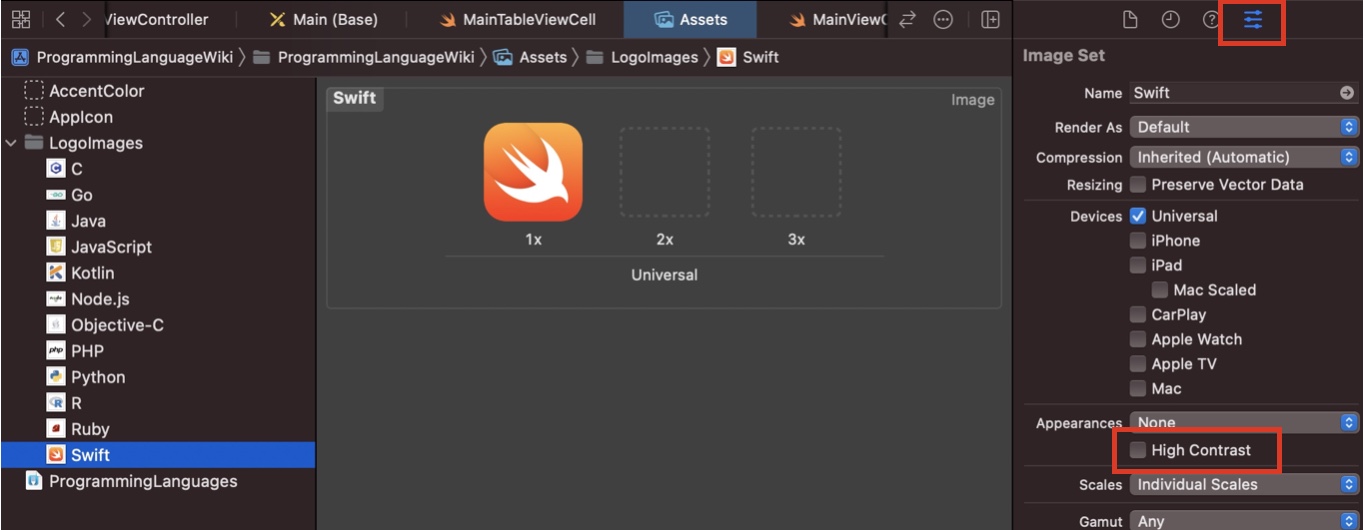 ViewController Main (Base) MainTableViewCell Assets MainViewC
ProgrammingLanguageWiki ProgrammingLanguageWiki Assets LogoImages Swift
AccentColor
AppIcon
LogoImages
C
Go
Java
JavaScript
Kotlin
Node.js
Objective-C
PHP
Python
R
Ruby
Swift
ProgrammingLanguages
Swift Image
1x 2x 3x
Universal
Image Set
Name Swift
Render As Default
Compression Inherited (Automatic)
Resizing Preserve Vector Data
Devices Universal
iPhone
iPad
Mac Scaled
CarPlay
Apple Watch
Apple TV
Mac
Appearances None
High Contrast
Scales Individual Scales
Gamut Any